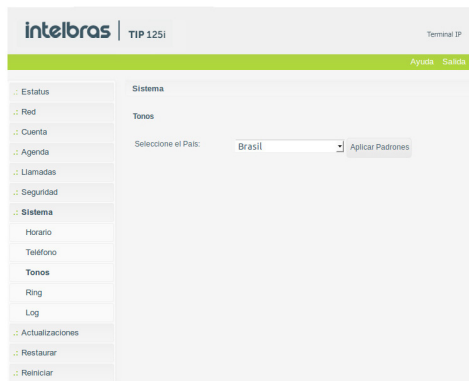 intelbras | TIP 125i
Terminal IP
Ayuda Salida
.: Estatus
.: Red
.: Cuenta
.: Agenda
.: Llamadas
.: Seguridad
.: Sistema
Horario
Teléfono
Tonos
Ring
Log
.: Actualizaciones
.: Restaurar
.: Reiniciar
Sistema
Tonos
Seleccione el País: Brasil Aplicar Padrones